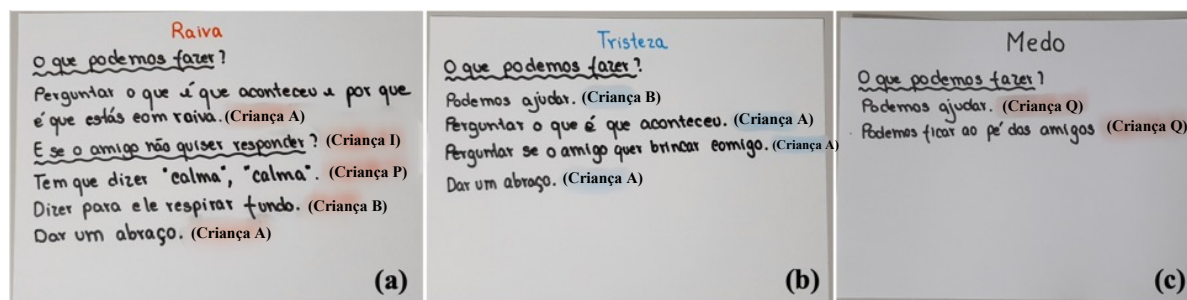 Raiva
O que podemos fazer?
Perguntar o que é que aconteceu e por que
é que estás com raiva. (Criança A)
E se o amigo não quiser responder? (Criança I)
Tem que dizer "calma", "calma". (Criança P)
Dizer para ele respirar fundo. (Criança B)
Dar um abraço. (Criança A)
(a)
Tristeza
O que podemos fazer?
Podemos ajudar. (Criança B)
Perguntar o que é que aconteceu. (Criança A)
Perguntar se o amigo quer brincar comigo. (Criança A)
Dar um abraço. (Criança A)
(b)
Medo
O que podemos fazer?
Podemos ajudar. (Criança Q)
Podemos ficar ao pé dos amigos (Criança Q)
(c)